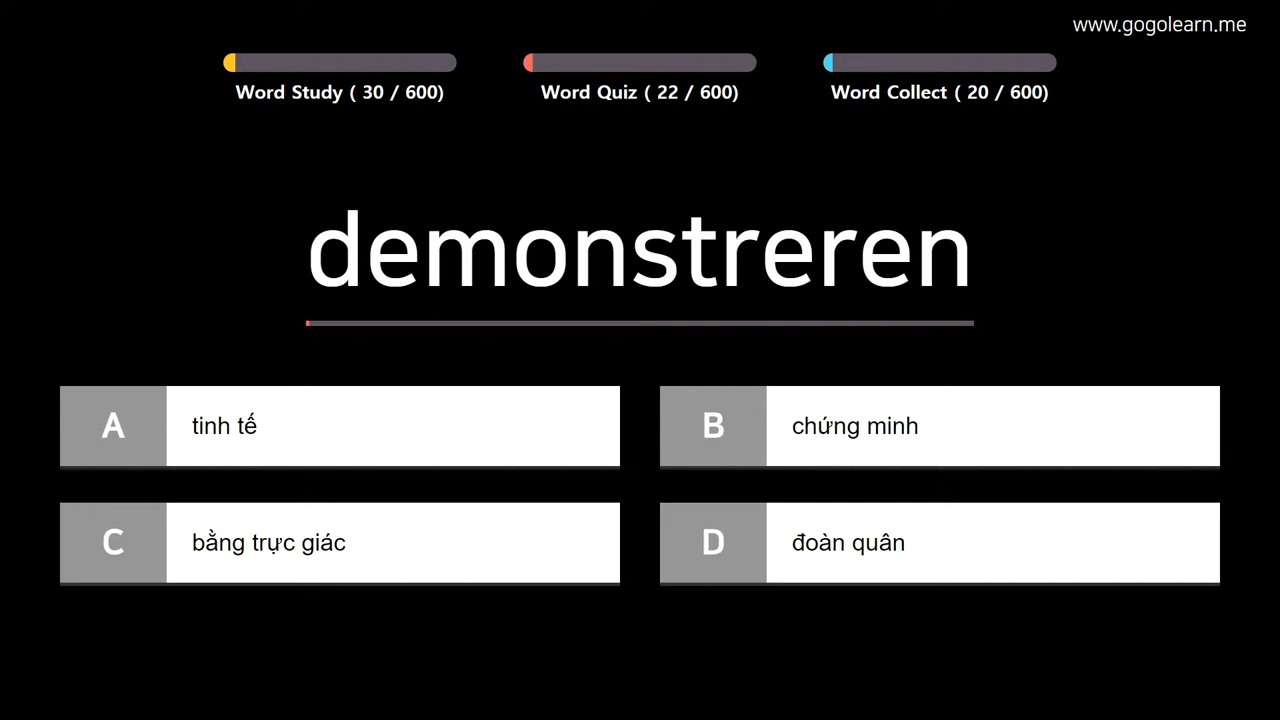 www.gogolearn.me
Word Study ( 30 / 600)
Word Quiz ( 22 / 600)
Word Collect ( 20 / 600)
demonstreren
A tinh tế
B chứng minh
C bằng trực giác
D đoàn quân